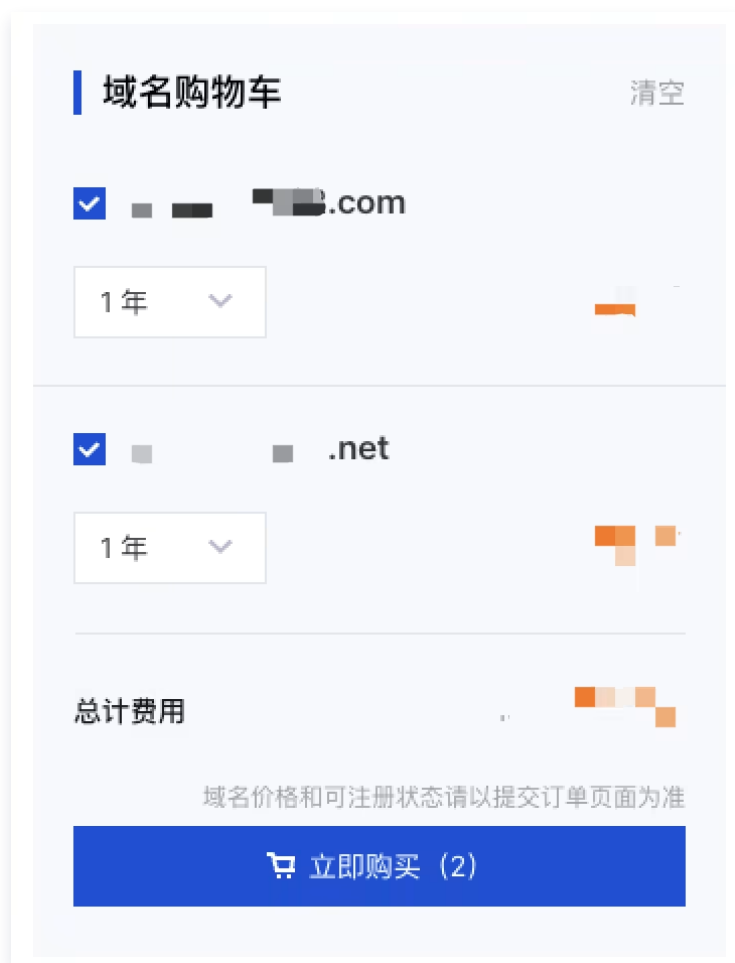 域名购物车
清空
.com
1 年
.net
1 年
总计费用
域名价格和可注册状态请以提交订单页面为准
立即购买（2）